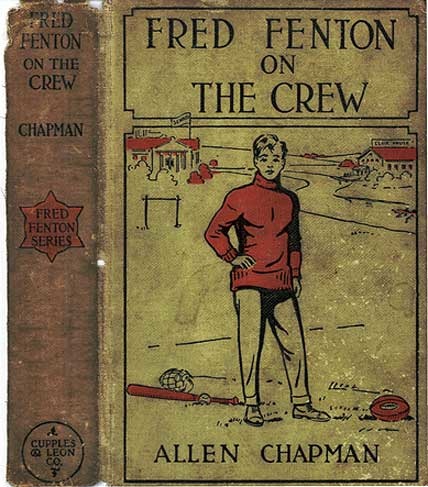 FRED
FENTON
ON THE
CREW
CHAPMAN
FRED
FENTON
SERIES
CUPPLES
& LEON
CO.
FRED FENTON
ON
THE CREW
SCHOOL
CLUB HOUSE
ALLEN CHAPMAN